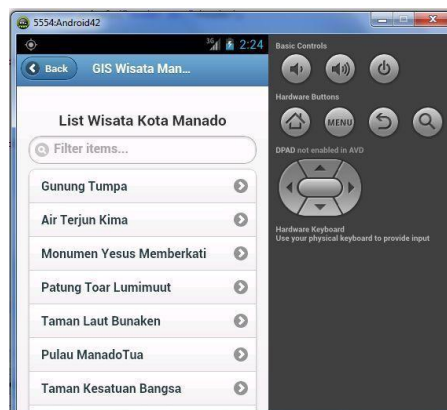 5554:Android42
3G 2:24
Back
GIS Wisata Man...
List Wisata Kota Manado
Filter items...
Gunung Tumpa
Air Terjun Kima
Monumen Yesus Memberkati
Patung Toar Lumimuut
Taman Laut Bunaken
Pulau ManadoTua
Taman Kesatuan Bangsa
Basic Controls
Hardware Buttons
MENU
DPAD not enabled in AVD
Hardware Keyboard
Use your physical keyboard to provide input